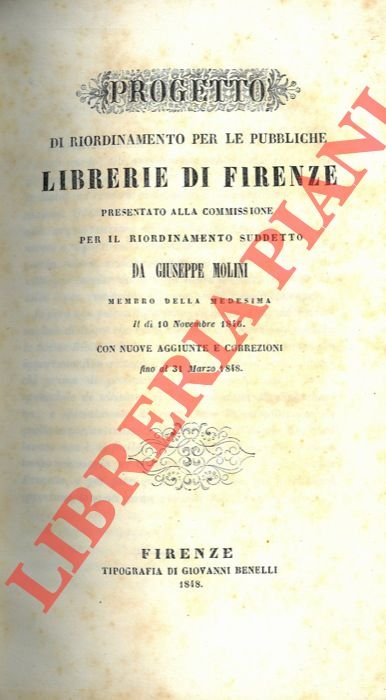 PROGETTO
DI RIORDINAMENTO PER LE PUBBLICHE
LIBRERIE DI FIRENZE
PRESENTATO ALLA COMMISSIONE
PER IL RIORDINAMENTO SUDDETTO
DA GIUSEPPE MOLINI
MEMBRO DELLA MEDESIMA
Il dì 10 Novembre 1846.
CON NUOVE AGGIUNTE E CORREZIONI
fino al 31 Marzo 1848.
FIRENZE
TIPOGRAFIA DI GIOVANNI BENELLI
1848.
LIBRERIA PIANI